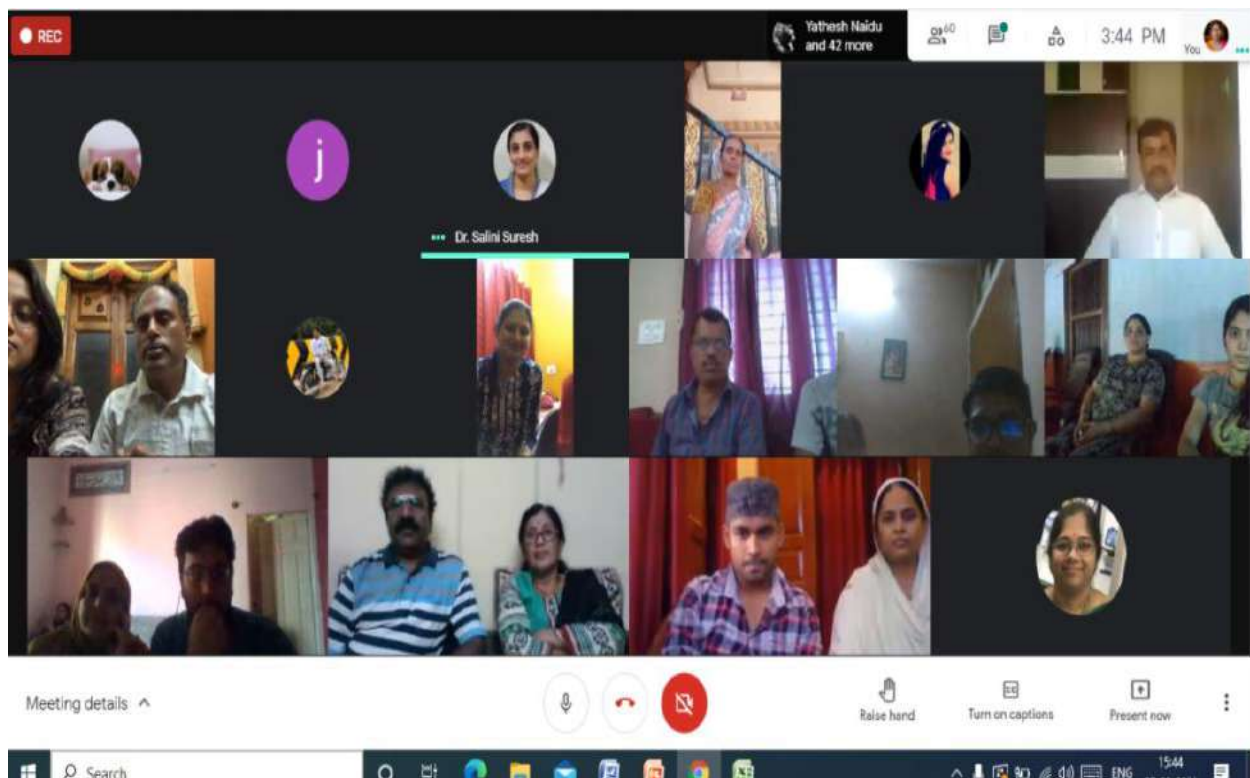 REC
Yathesh Naidu
and 42 more
60
3:44 PM
You
j
Dr. Salini Suresh
Meeting details
Raise hand
CC
Turn on captions
Present now
Search
ENG
15:44